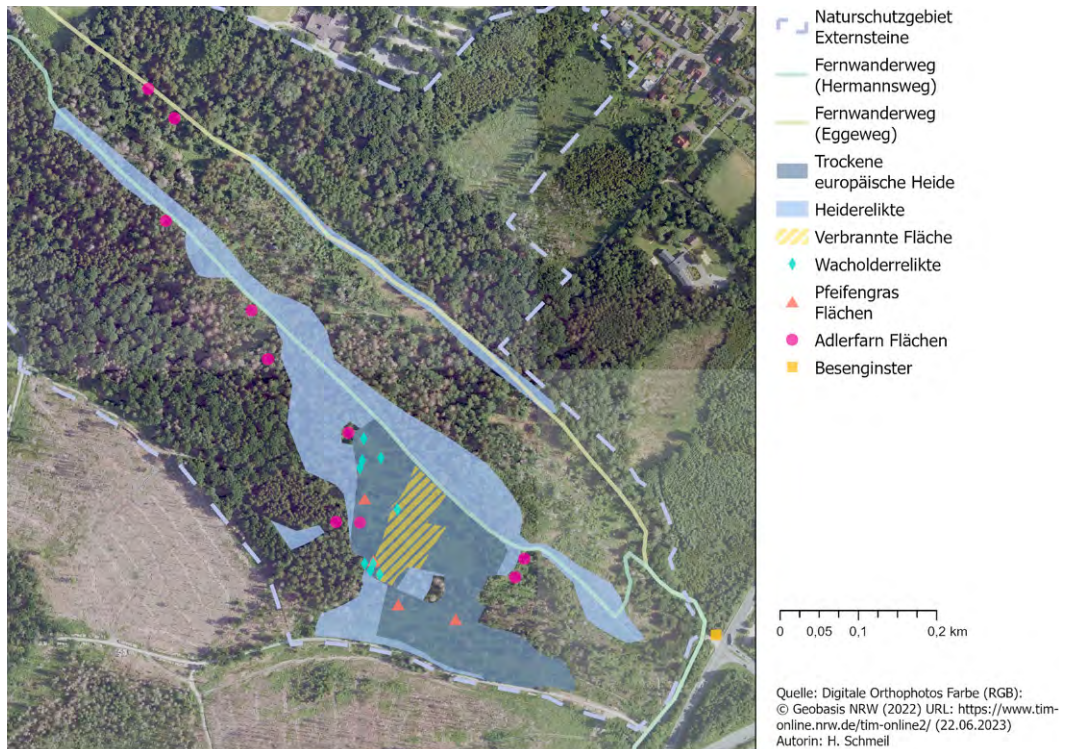 Naturschutzgebiet
Externsteine
Fernwanderweg
(Hermannsweg)
Fernwanderweg
(Eggeweg)
Trockene
europäische Heide
Heiderelikte
Verbrannte Fläche
Wacholderrelikte
Pfeifengras
Flächen
Adlerfarn Flächen
Besenginster
0 0,05 0,1 0,2 km
Quelle: Digitale Orthophotos Farbe (RGB):
© Geobasis NRW (2022) URL: https://www.tim-
online.nrw.de/tim-online2/ (22.06.2023)
Autorin: H. Schmeil